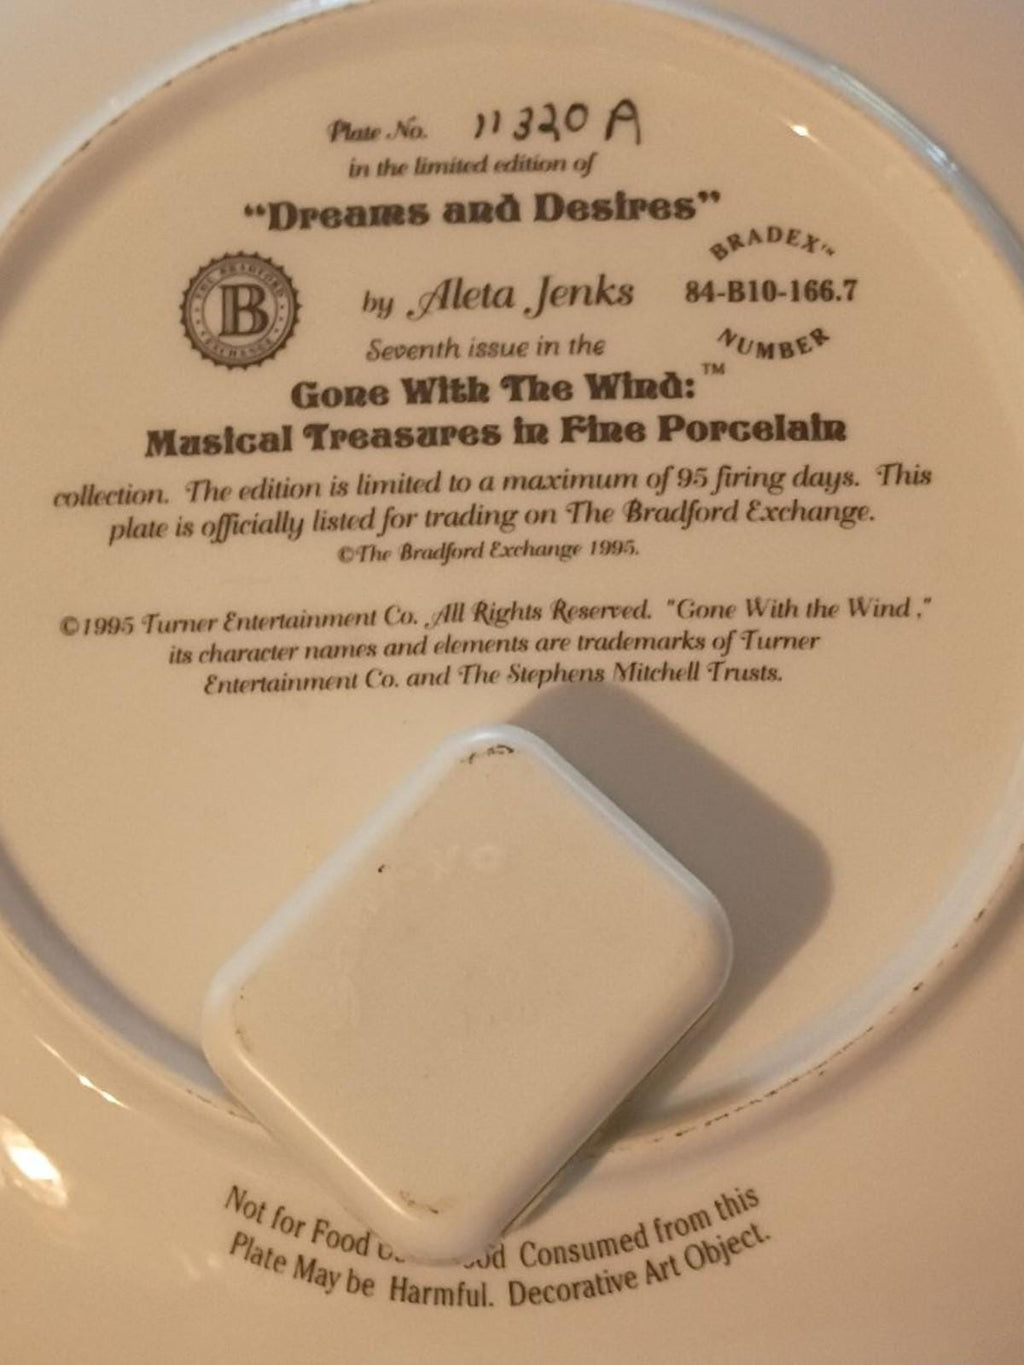 Plate No. 11320 A
in the limited edition of
"Dreams and Desires"
BRADEX™
84-B10-166.7
NUMBER
THE BRADFORD
B
EXCHANGE
by Aleta Jenks
Seventh issue in the
Gone With The Wind:™
Musical Treasures in Fine Porcelain
collection. The edition is limited to a maximum of 95 firing days. This
plate is officially listed for trading on The Bradford Exchange.
©The Bradford Exchange 1995.
©1995 Turner Entertainment Co. All Rights Reserved. "Gone With the Wind ,"
its character names and elements are trademarks of Turner
Entertainment Co. and The Stephens Mitchell Trusts.
Not for Food Consumed from this
Plate May be Harmful. Decorative Art Object.